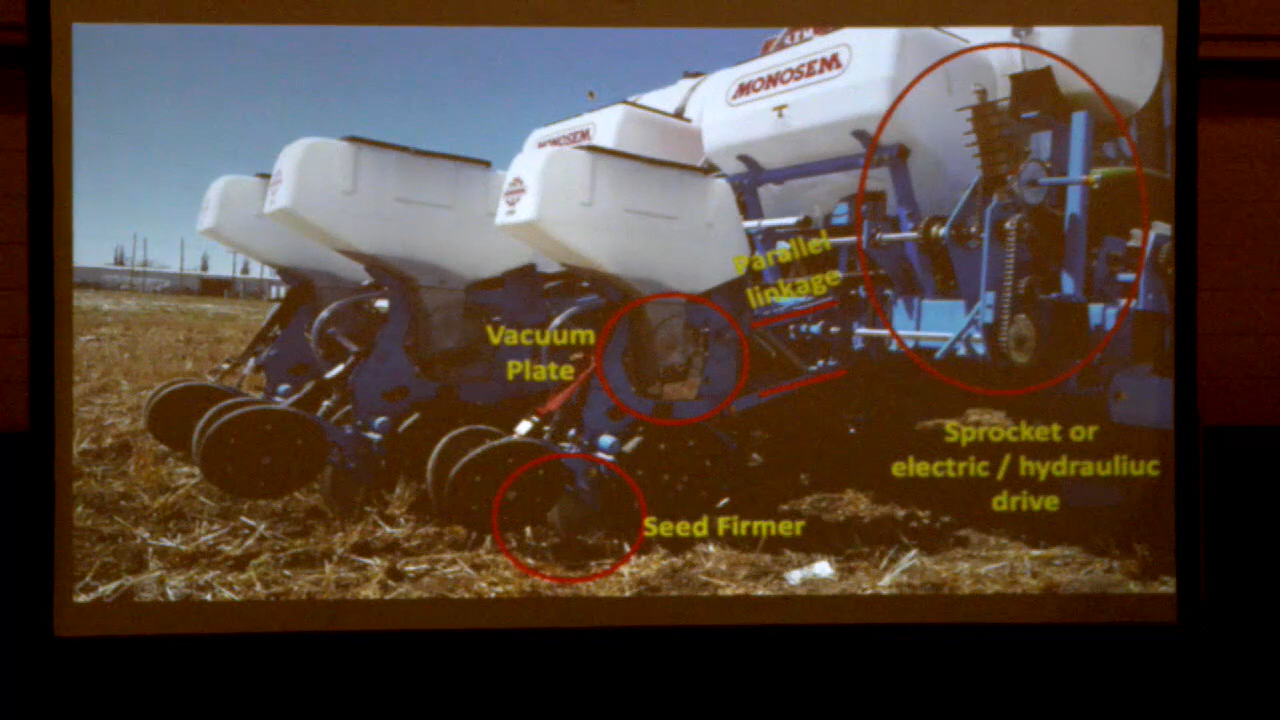 MONOSEM
MONOSEM
Parallel
linkage
Vacuum
Plate
Sprocket or
electric / hydrauliuc
drive
Seed Firmer